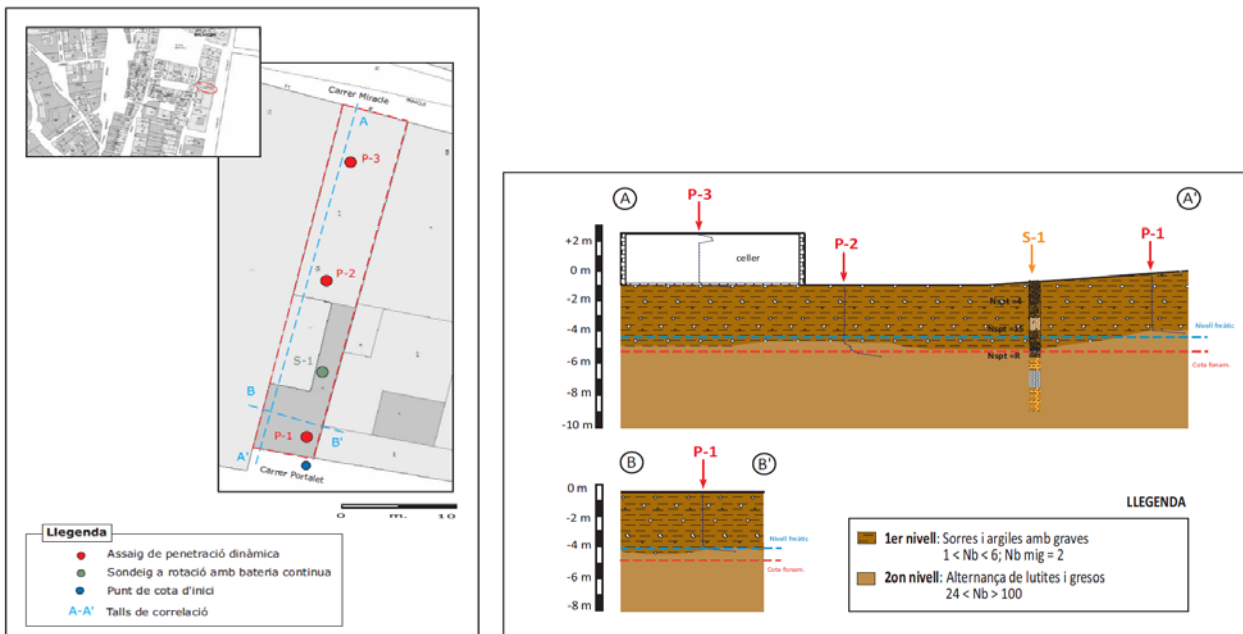 Carrer Mirade
A
P-3
P-2
S-1
B
P-1
B'
A'
Carrer Portalet
0 m. 10
Llegenda
Assaig de penetració dinàmica
Sondeig a rotació amb bateria continua
Punt de cota d'inici
A-A' Talls de correlació
A
P-3
A'
P-2
S-1
P-1
+2 m
0 m
-2 m
-4 m
-6 m
-8 m
-10 m
celler
Nspt =4
Nspt =15
Nspt =R
Nivell freàtic
Cota fonam.
B
P-1
B'
0 m
-2 m
-4 m
-6 m
-8 m
Nivell freàtic
Cota fonam.
LLEGENDA
1er nivell: Sorres i argiles amb graves
1 < Nb < 6; Nb mig = 2
2on nivell: Alternança de lutites i gresos
24 < Nb > 100